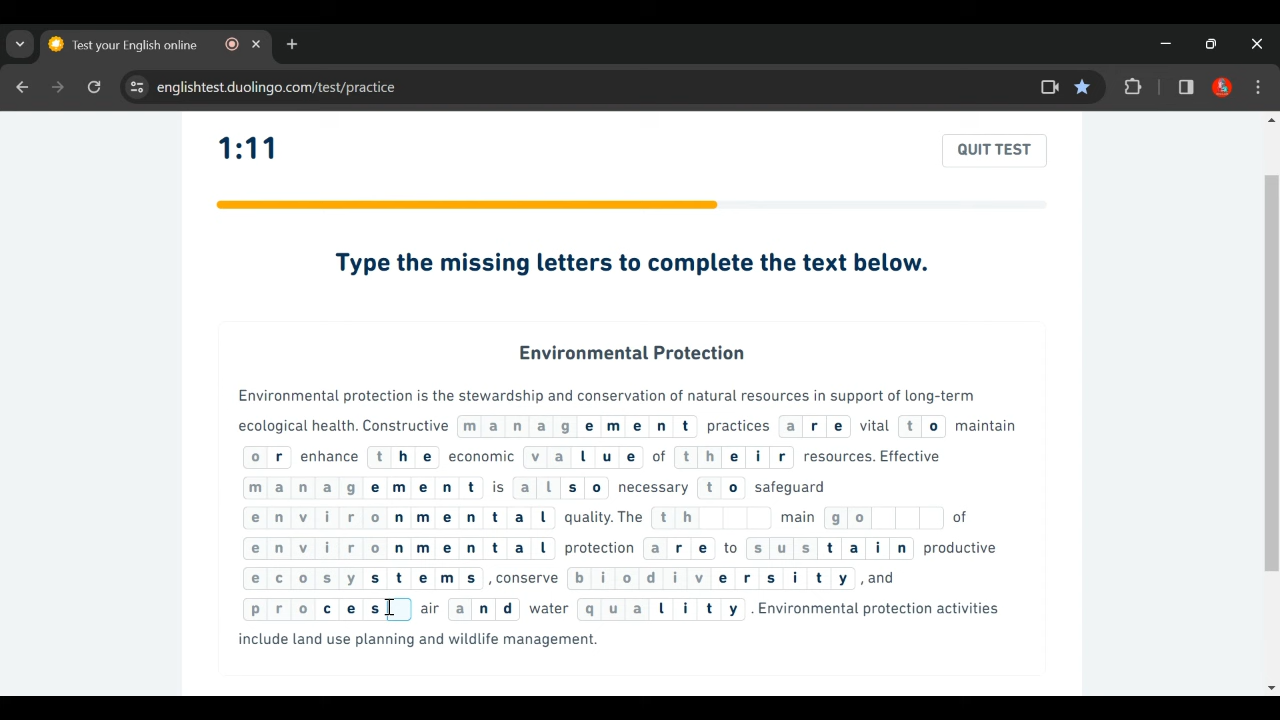 Test your English online
englishtest.duolingo.com/test/practice
1:11
QUIT TEST
Type the missing letters to complete the text below.
Environmental Protection
Environmental protection is the stewardship and conservation of natural resources in support of long-term
ecological health. Constructive management practices are vital to maintain
or enhance the economic value of their resources. Effective
management is also necessary to safeguard
environmental quality. The th main go of
environmental protection are to sustain productive
ecosystems, conserve biodiversity, and
proces air and water quality. Environmental protection activities
include land use planning and wildlife management.